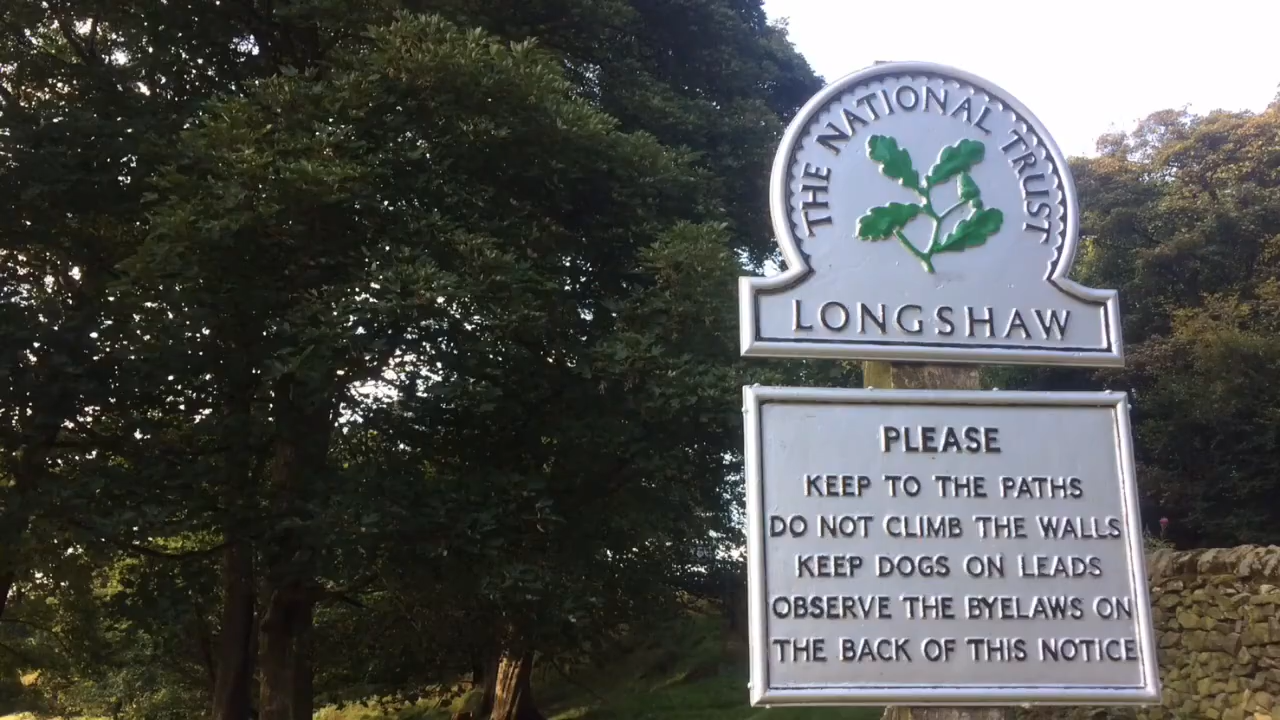 THE NATIONAL TRUST
LONGSHAW
PLEASE
KEEP TO THE PATHS
DO NOT CLIMB THE WALLS
KEEP DOGS ON LEADS
OBSERVE THE BYELAWS ON
THE BACK OF THIS NOTICE